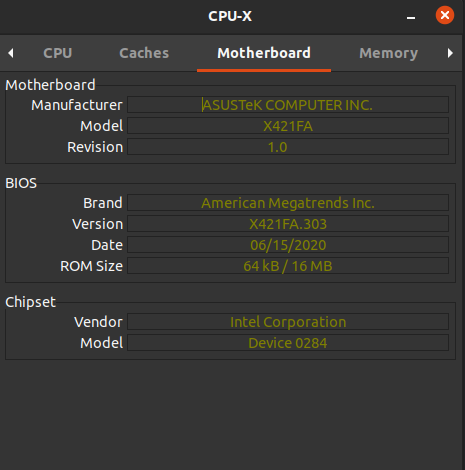 CPU-X
CPU Caches Motherboard Memory
Motherboard
Manufacturer ASUSTeK COMPUTER INC.
Model X421FA
Revision 1.0
BIOS
Brand American Megatrends Inc.
Version X421FA.303
Date 06/15/2020
ROM Size 64 kB / 16 MB
Chipset
Vendor Intel Corporation
Model Device 0284